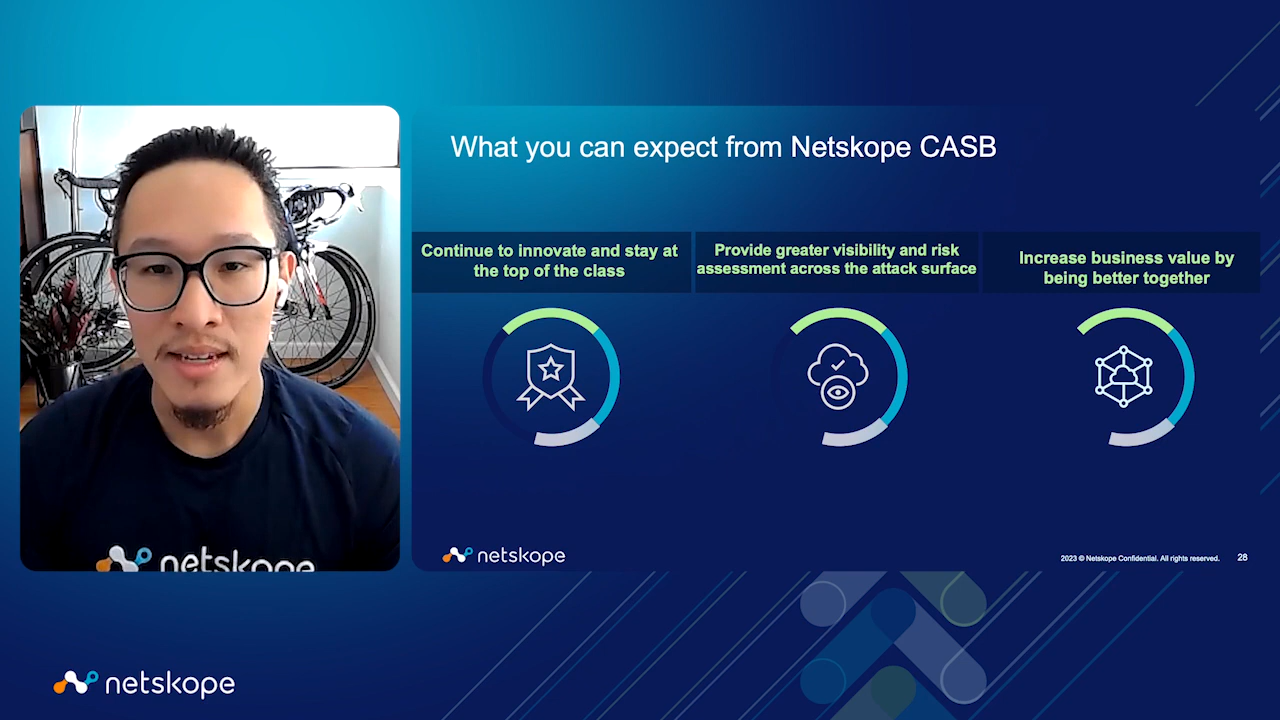 What you can expect from Netskope CASB
Continue to innovate and stay at
the top of the class
Provide greater visibility and risk
assessment across the attack surface
Increase business value by
being better together
netskope
netskope
2023 © Netskope Confidential. All rights reserved.
28
netskope